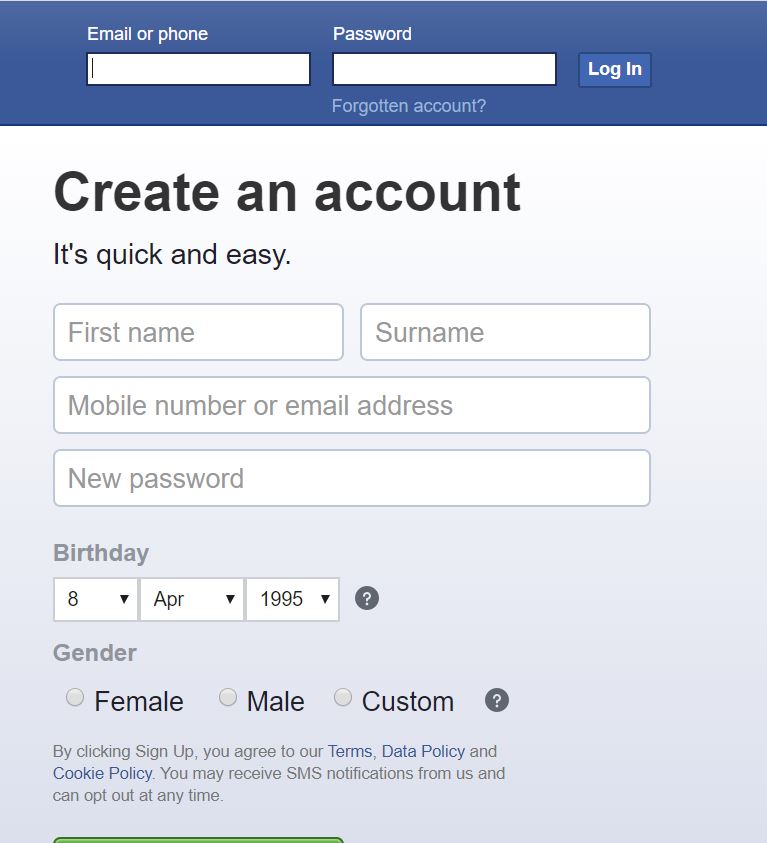 Email or phone Password
Log In
Forgotten account?
Create an account
It's quick and easy.
First name Surname
Mobile number or email address
New password
Birthday
8 Apr 1995 ?
Gender
Female Male Custom ?
By clicking Sign Up, you agree to our Terms, Data Policy and
Cookie Policy. You may receive SMS notifications from us and
can opt out at any time.